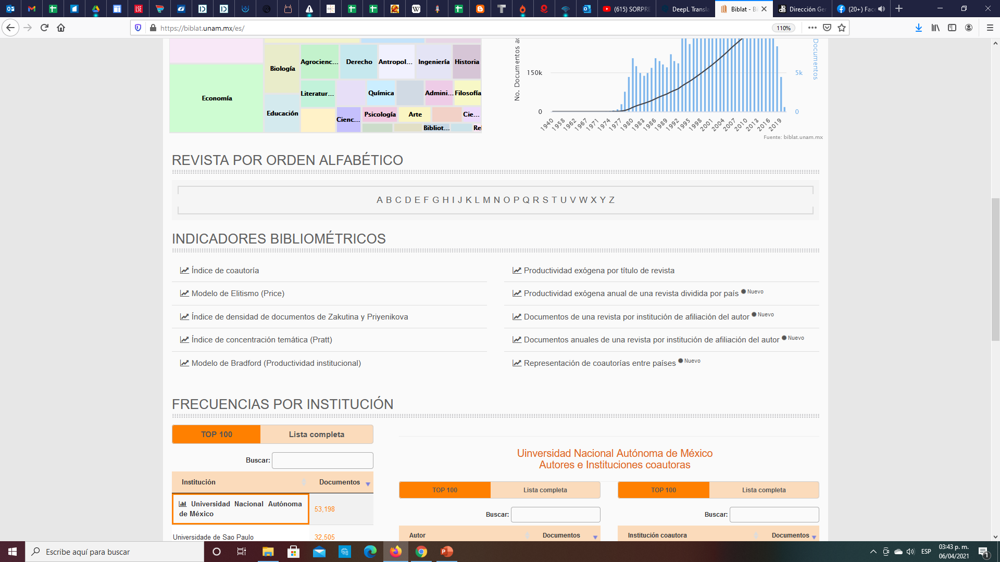 (615) SORPRE
DeepL Transla
Biblat - Bi
Dirección Ge
(20+) Fac
https://biblat.unam.mx/es/
110%
Economía
Biología
Educación
Agrocienc...
Derecho
Antropol...
Ingeniería
Historia
Literatur...
Química
Admini...
Filosofía
Cienc...
Psicología
Arte
Cie...
Bibliot...
Re
No. Documentos ac
Documentos
150k
5k
0
0
1940 1958 1962 1967 1971 1974 1977 1980 1983 1986 1989 1992 1995 1998 2001 2004 2007 2010 2013 2016 2019
Fuente: biblat.unam.mx
REVISTA POR ORDEN ALFABÉTICO
A B C D E F G H I J K L M N O P Q R S T U V W X Y Z
INDICADORES BIBLIOMÉTRICOS
Índice de coautoría
Modelo de Elitismo (Price)
Índice de densidad de documentos de Zakutina y Priyenikova
Índice de concentración temática (Pratt)
Modelo de Bradford (Productividad institucional)
Productividad exógena por título de revista
Productividad exógena anual de una revista dividida por país Nuevo
Documentos de una revista por institución de afiliación del autor Nuevo
Documentos anuales de una revista por institución de afiliación del autor Nuevo
Representación de coautorías entre países Nuevo
FRECUENCIAS POR INSTITUCIÓN
TOP 100 Lista completa
Buscar:
Institución Documentos
Universidad Nacional Autónoma
de México
53,198
Universidade de Sao Paulo 32,505
Uinversidad Nacional Autónoma de México
Autores e Instituciones coautoras
TOP 100 Lista completa
Buscar:
Autor Documentos
TOP 100 Lista completa
Buscar:
Institución coautora Documentos
Escribe aquí para buscar
ESP
03:43 p. m.
06/04/2021
1